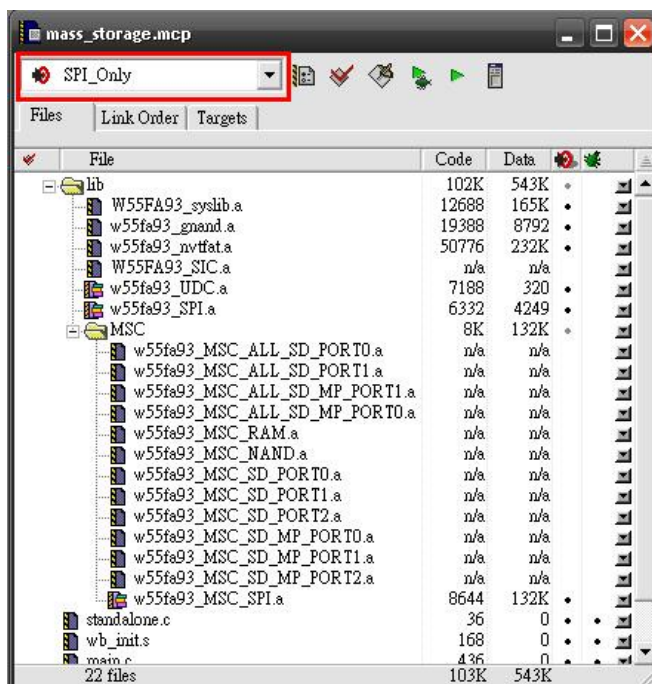 mass_storage.mcp
SPI_Only
Files Link Order Targets
File Code Data
lib 102K 543K
W55FA93_syslib.a 12688 165K
w55fa93_gnand.a 19388 8792
w55fa93_nvtfat.a 50776 232K
W55FA93_SIC.a n/a n/a
w55fa93_UDC.a 7188 320
w55fa93_SPI.a 6332 4249
MSC 8K 132K
w55fa93_MSC_ALL_SD_PORT0.a n/a n/a
w55fa93_MSC_ALL_SD_PORT1.a n/a n/a
w55fa93_MSC_ALL_SD_MP_PORT1.a n/a n/a
w55fa93_MSC_ALL_SD_MP_PORT0.a n/a n/a
w55fa93_MSC_RAM.a n/a n/a
w55fa93_MSC_NAND.a n/a n/a
w55fa93_MSC_SD_PORT0.a n/a n/a
w55fa93_MSC_SD_PORT1.a n/a n/a
w55fa93_MSC_SD_PORT2.a n/a n/a
w55fa93_MSC_SD_MP_PORT0.a n/a n/a
w55fa93_MSC_SD_MP_PORT1.a n/a n/a
w55fa93_MSC_SD_MP_PORT2.a n/a n/a
w55fa93_MSC_SPI.a 8644 132K
standalone.c 36 0
wb_init.s 168 0
main.c 436 0
22 files 103K 543K